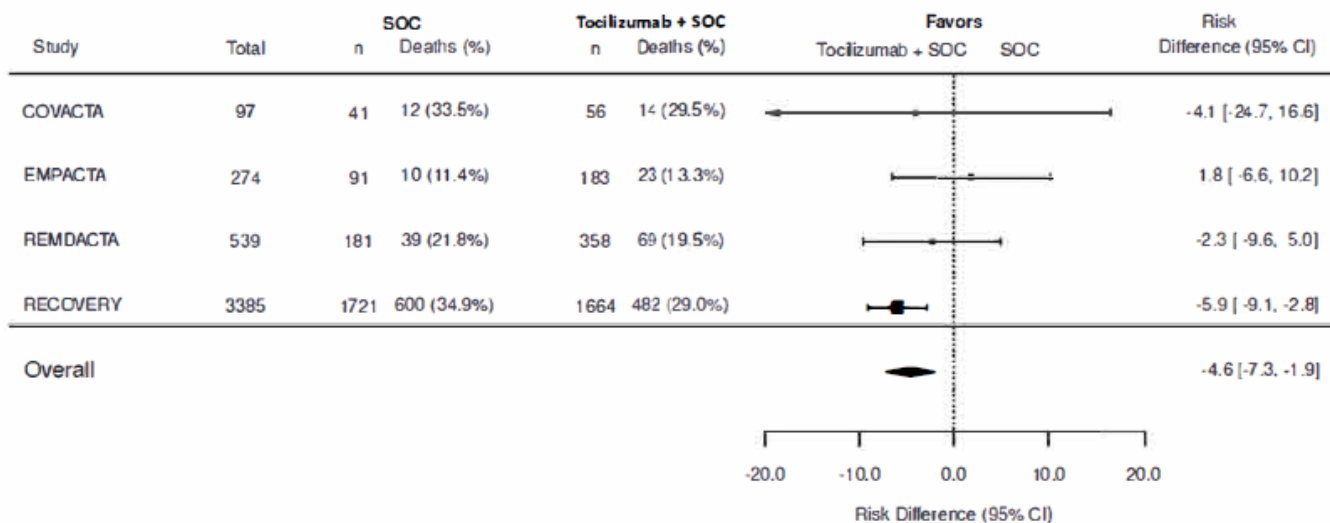 SOC Tocilizumab + SOC Favors Risk
Study Total n Deaths (%) n Deaths (%) Tocilizumab + SOC SOC Difference (95% CI)
COVACTA 97 41 12 (33.5%) 56 14 (29.5%) -4.1 [-24.7, 16.6]
EMPACTA 274 91 10 (11.4%) 183 23 (13.3%) 1.8 [ -6.6, 10.2]
REMDACTA 539 181 39 (21.8%) 358 69 (19.5%) -2.3 [ -9.6, 5.0]
RECOVERY 3385 1721 600 (34.9%) 1664 482 (29.0%) -5.9 [ -9.1, -2.8]
Overall -4.6 [-7.3, -1.9]
-20.0 -10.0 0.0 10.0 20.0
Risk Difference (95% CI)